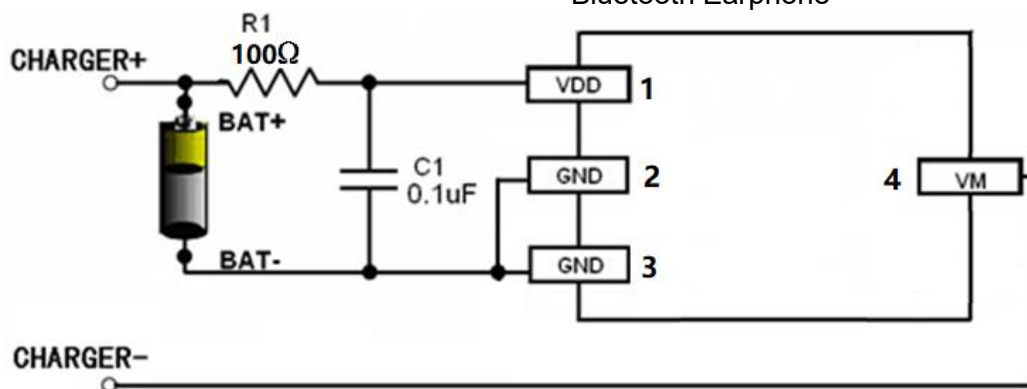 Bluetooth Earphone
R1
100Ω
CHARGER+
BAT+
VDD
1
C1
0.1uF
GND
2
4
VM
BAT-
GND
3
CHARGER-